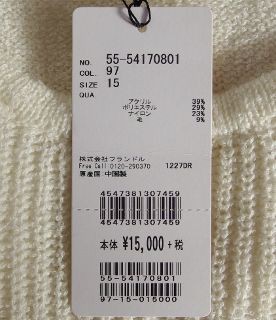 NO. 55-54170801
COL. 97
SIZE 15
QUA
アクリル 39%
ポリエステル 29%
ナイロン 23%
毛 9%
株式会社フランドル
Free Call 0120-290370 1227DR
原産国 中国製
4547381307459
4547381307459
本体 ¥15,000 +税
55-54170801
97-15-015000